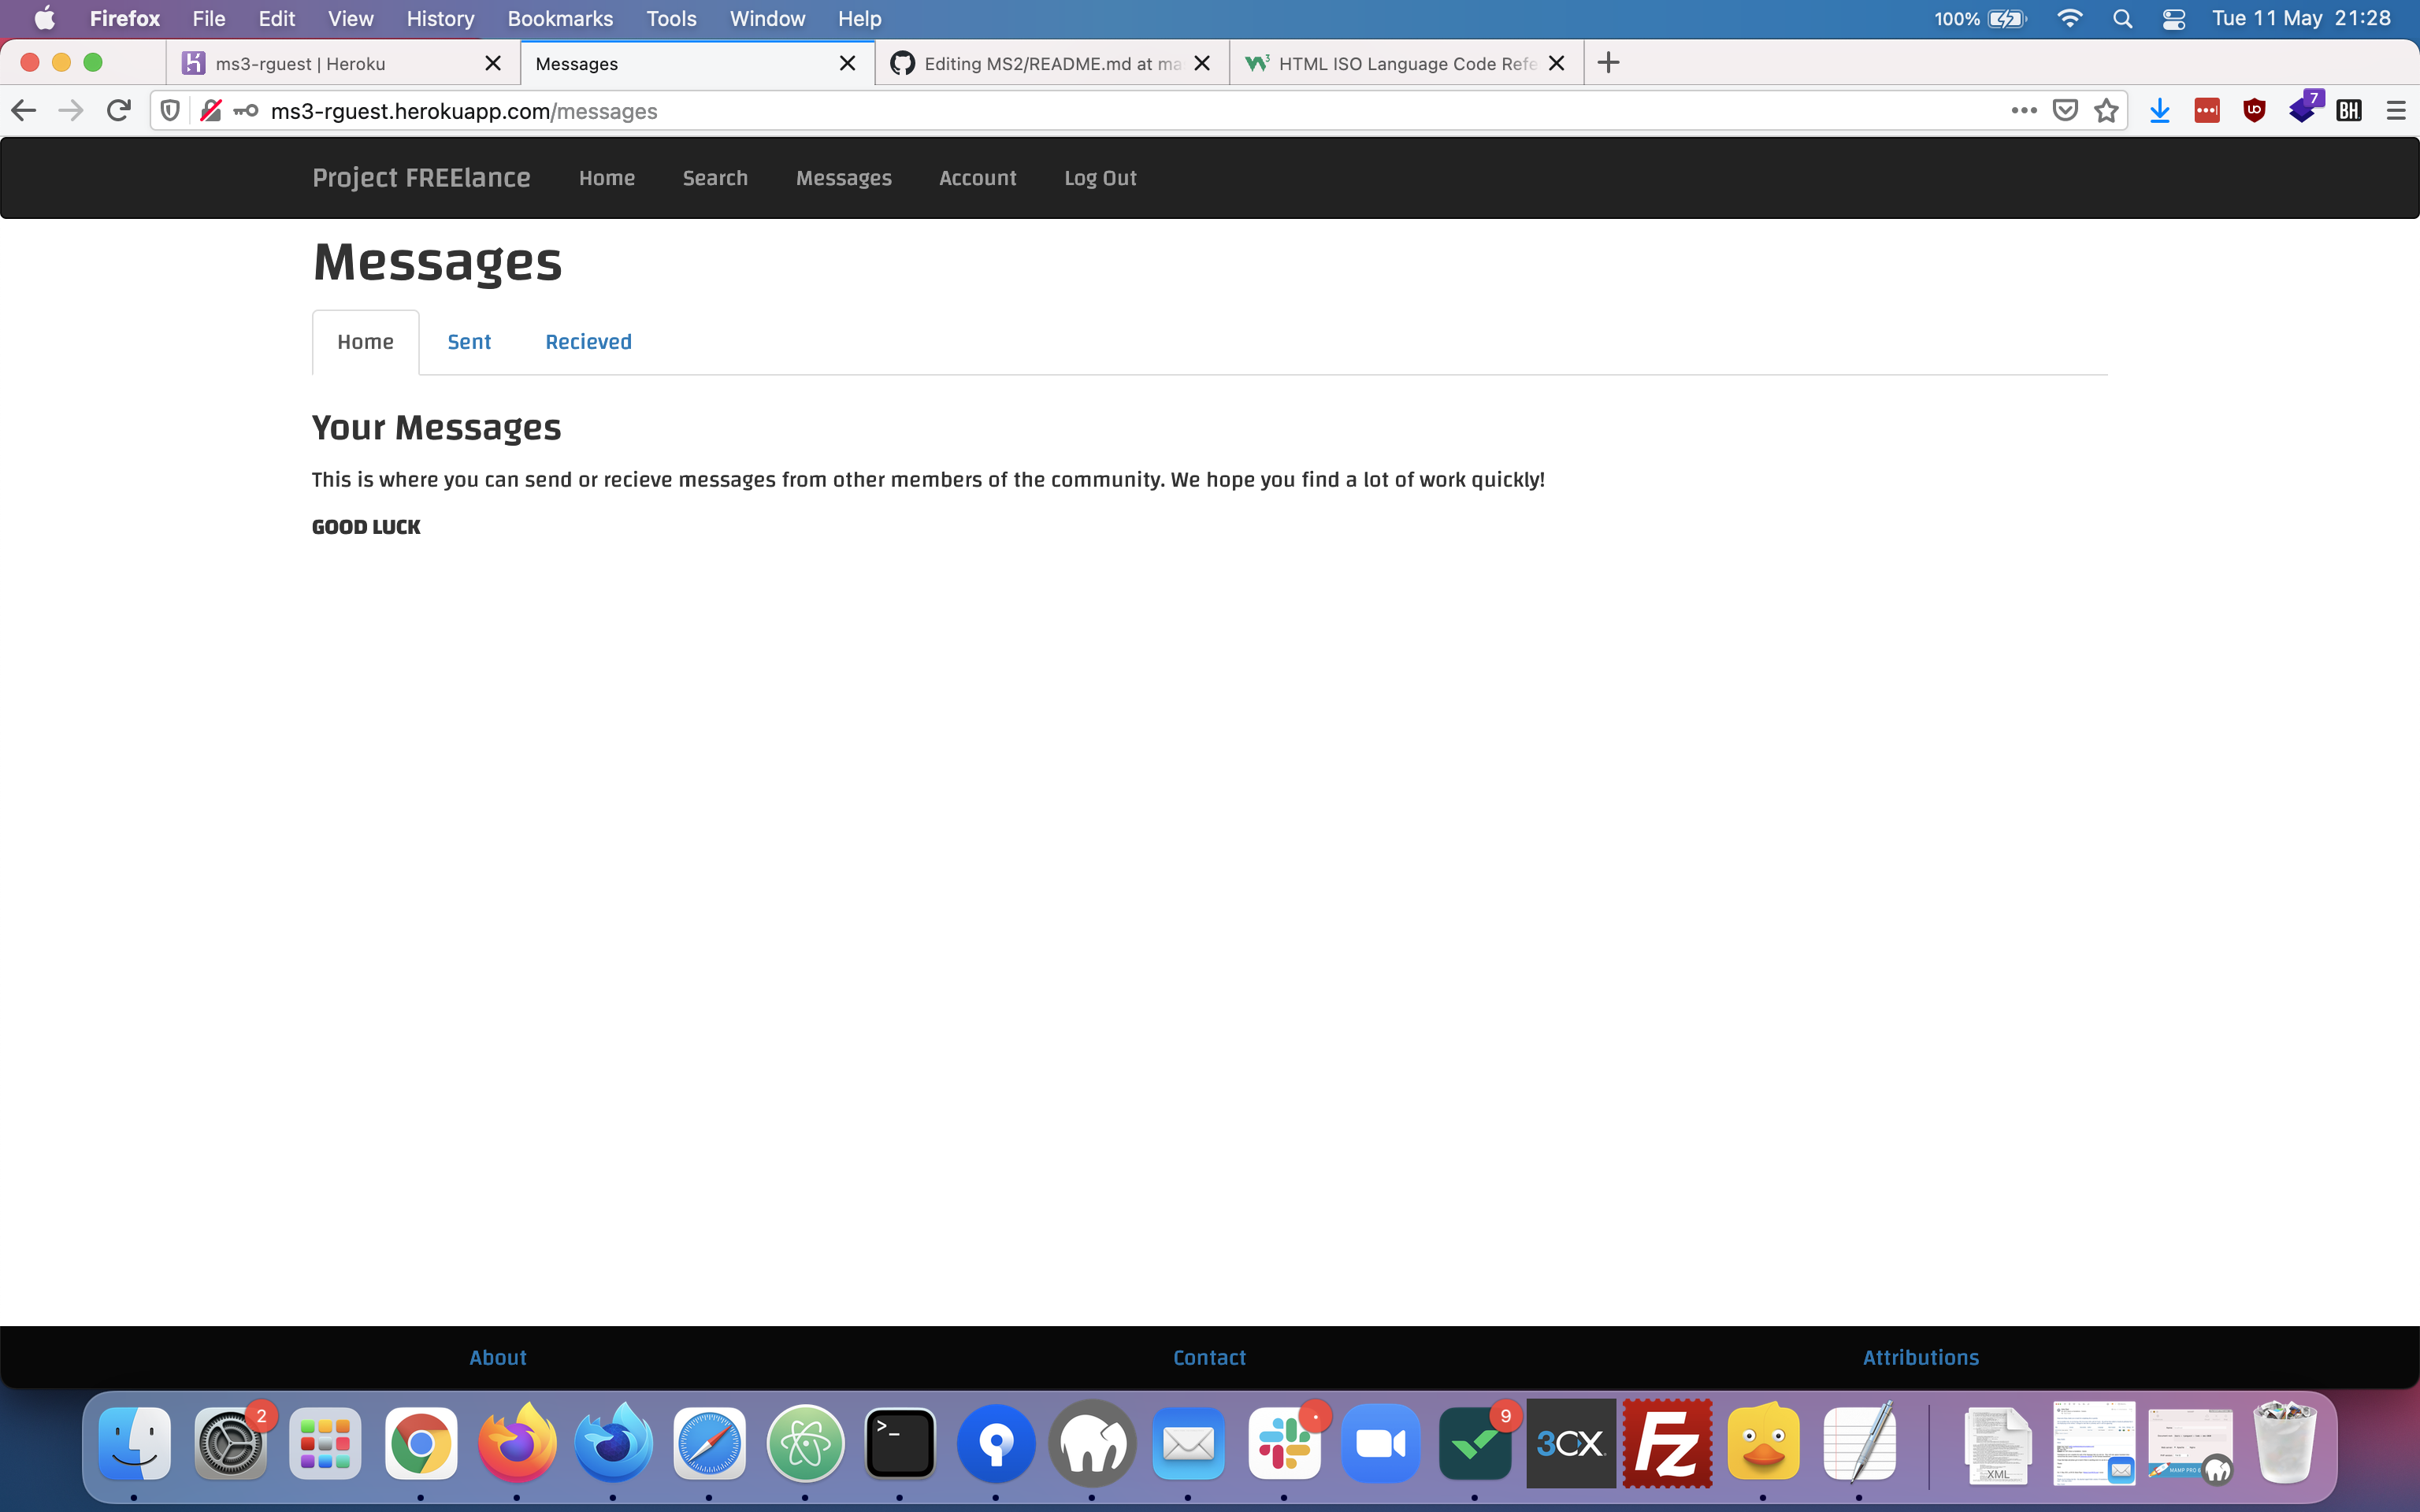 Firefox File Edit View History Bookmarks Tools Window Help 100% Tue 11 May 21:28
ms3-rguest | Heroku Messages Editing MS2/README.md at ma HTML ISO Language Code Refe
ms3-rguest.herokuapp.com/messages 7 BH
Project FREElance Home Search Messages Account Log Out
Messages
Home Sent Recieved
Your Messages
This is where you can send or recieve messages from other members of the community. We hope you find a lot of work quickly!
GOOD LUCK
About Contact Attributions
2 9
>_ 3CX Fz XML MAMP PRO